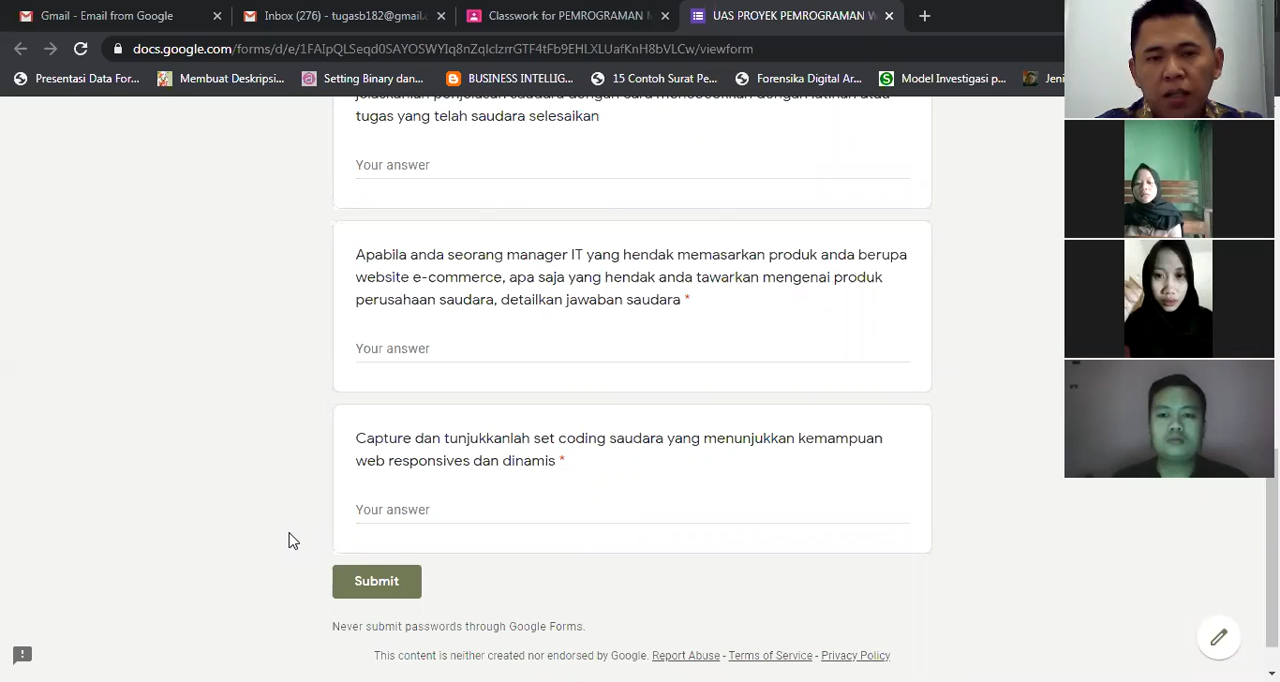 Gmail - Email from Google
Inbox (276) - tugasb182@gmail.c
Classwork for PEMROGRAMAN
UAS PROYEK PEMROGRAMAN
docs.google.com/forms/d/e/1FAIpQLSeqd0SAYOSWYIq8nZqIclzrrGTF4tFb9EHLXLUafKnH8bVLCw/viewform
Presentasi Data For...
Membuat Deskripsi...
Setting Binary dan...
BUSINESS INTELLIG...
15 Contoh Surat Pe...
Forensika Digital Ar...
Model Investigasi p...
Jeni
tugas yang telah saudara selesaikan
Your answer
Apabila anda seorang manager IT yang hendak memasarkan produk anda berupa
website e-commerce, apa saja yang hendak anda tawarkan mengenai produk
perusahaan saudara, detailkan jawaban saudara *
Your answer
Capture dan tunjukkanlah set coding saudara yang menunjukkan kemampuan
web responsives dan dinamis *
Your answer
Submit
Never submit passwords through Google Forms.
This content is neither created nor endorsed by Google. Report Abuse - Terms of Service - Privacy Policy